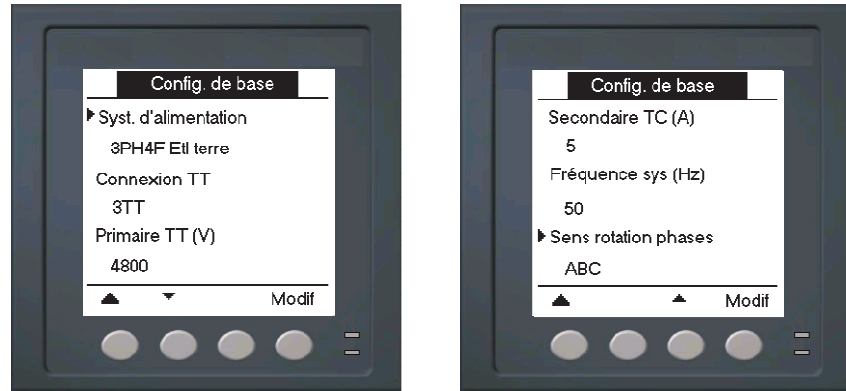 Config. de base
Syst. d'alimentation
3PH4F Etl terre
Connexion TT
3TT
Primaire TT (V)
4800
Modif
Config. de base
Secondaire TC (A)
5
Fréquence sys (Hz)
50
Sens rotation phases
ABC
Modif